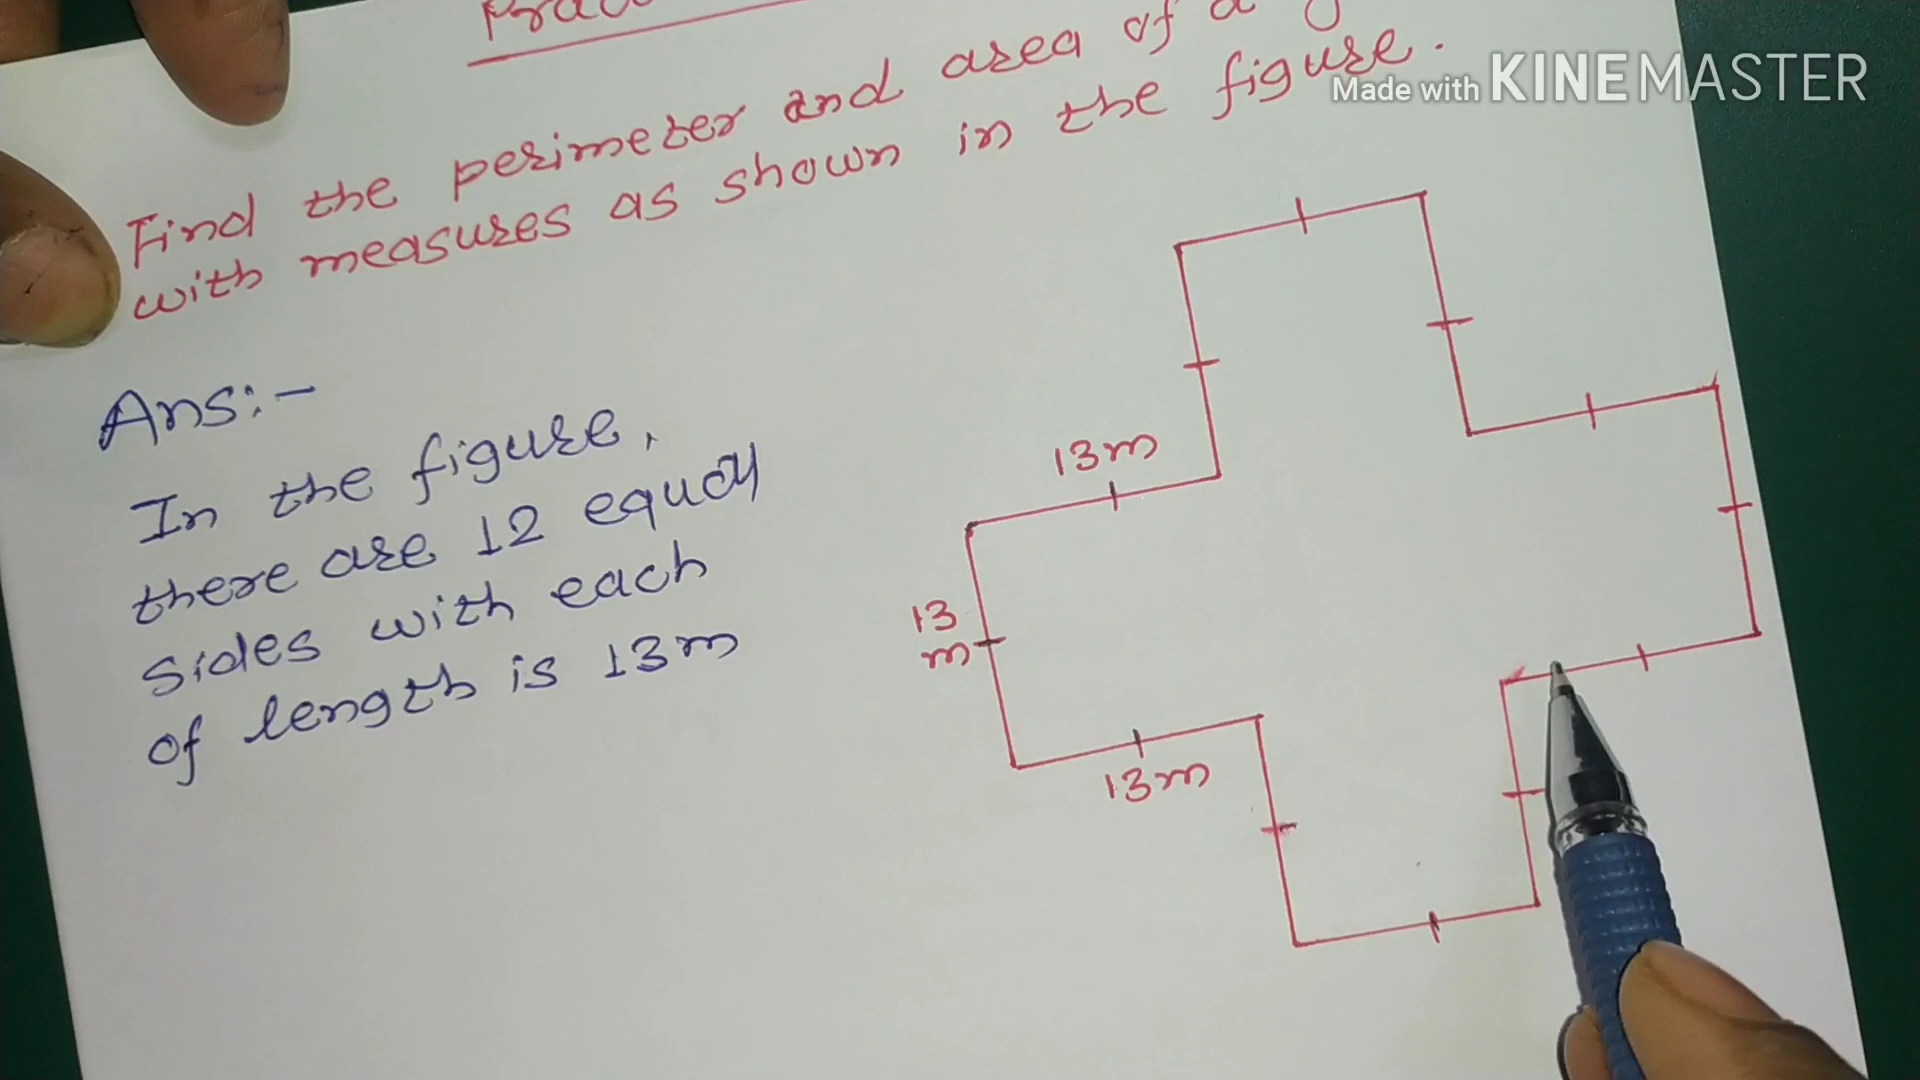 Find the perimeter and area of a
with measures as shown in the figure.
Made with KINEMASTER
Ans:-
In the figure,
there are 12 equal
sides with each
of length is 13m
13m
13
m
13m